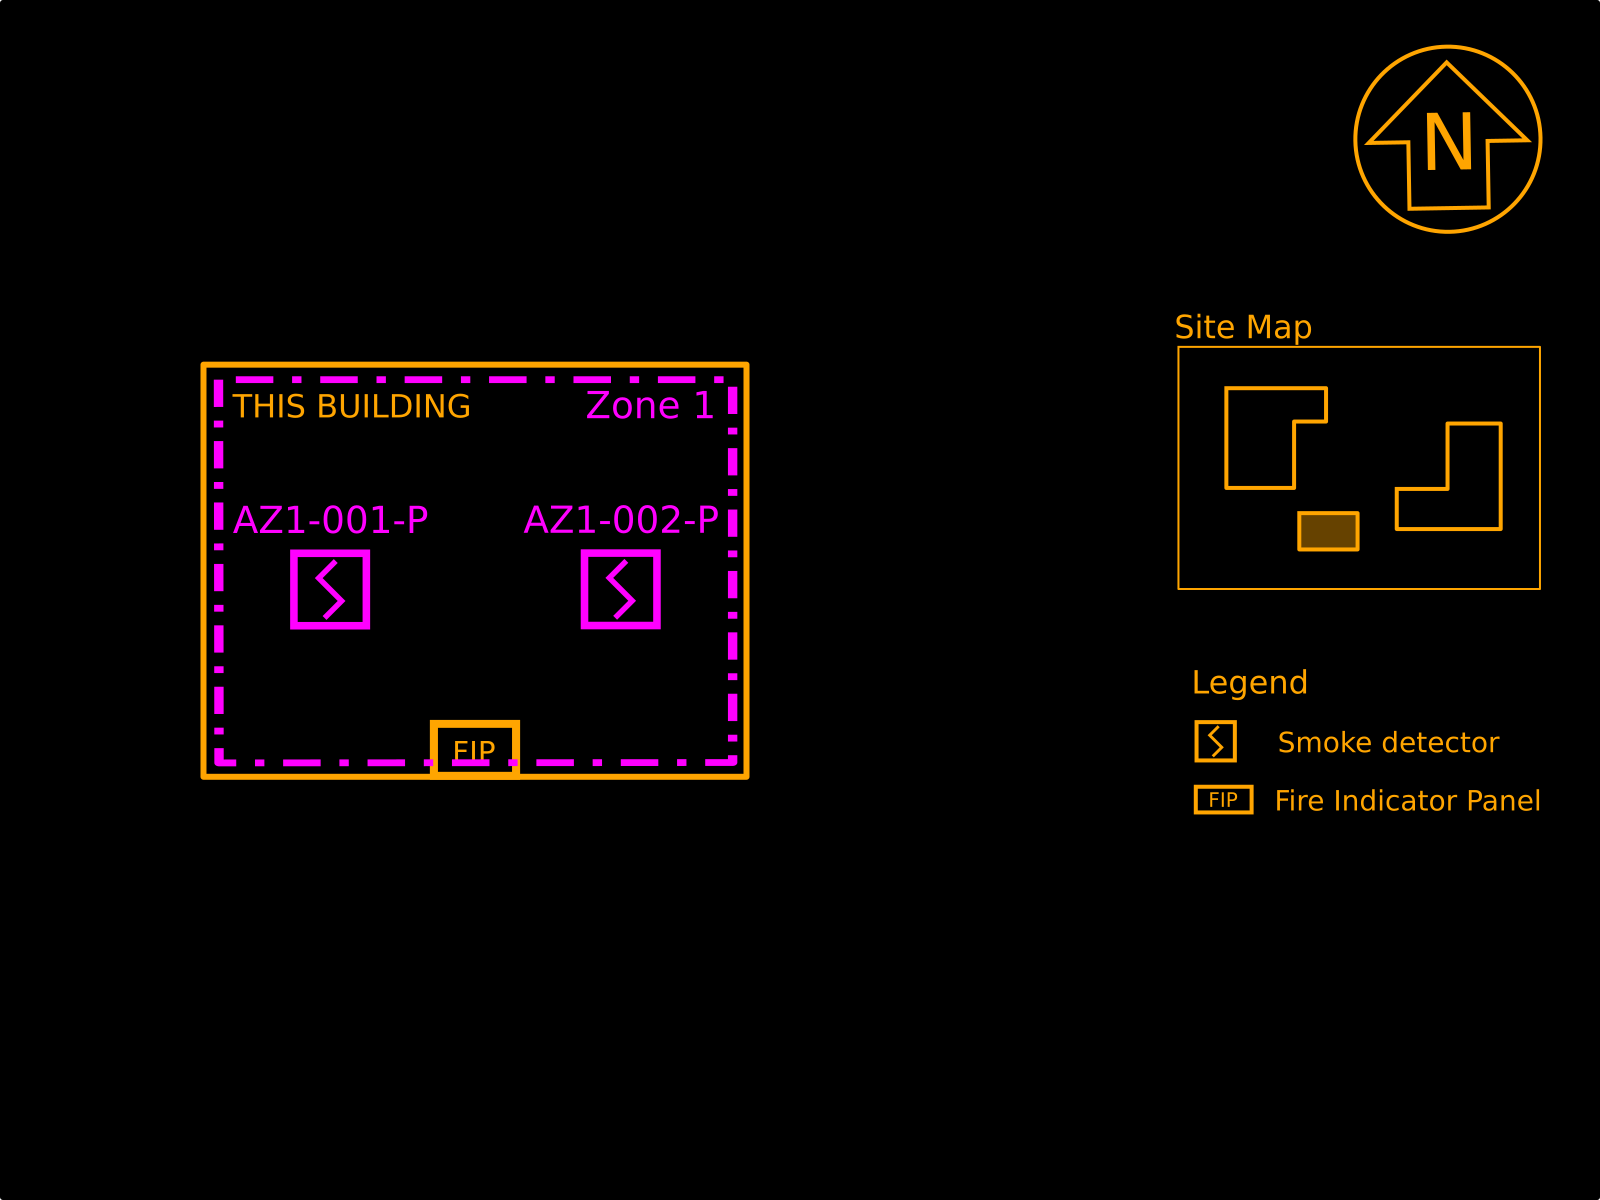 N
Site Map
THIS BUILDING
Zone 1
AZ1-001-P
AZ1-002-P
FIP
Legend
Smoke detector
FIP
Fire Indicator Panel